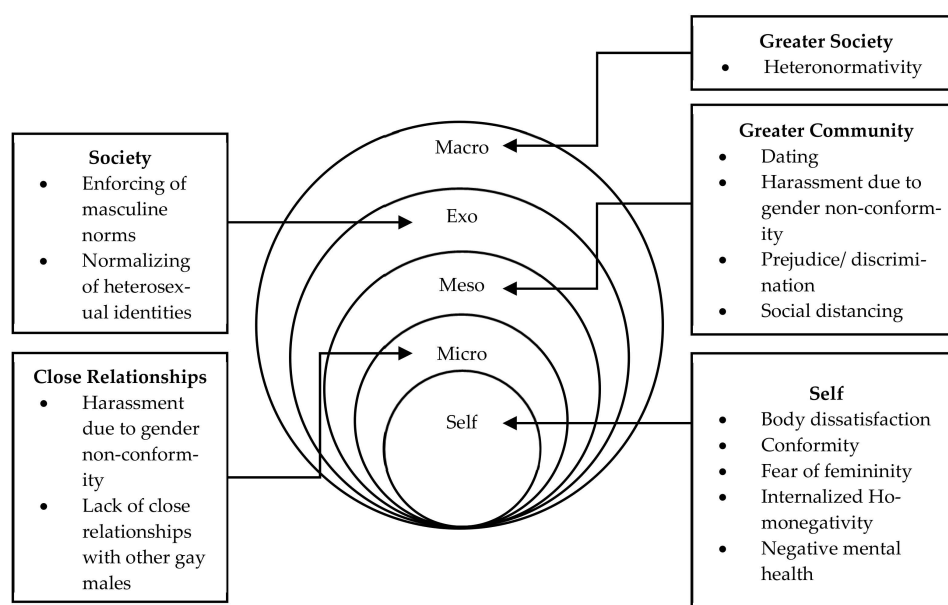 Greater Society
• Heteronormativity
Greater Community
• Dating
• Harassment due to
gender non-conform-
ity
• Prejudice/ discrimi-
nation
• Social distancing
Society
• Enforcing of
masculine
norms
• Normalizing
of heterosex-
ual identities
Macro
Exo
Meso
Micro
Self
Close Relationships
• Harassment
due to gender
non-conform-
ity
• Lack of close
relationships
with other gay
males
Self
• Body dissatisfaction
• Conformity
• Fear of femininity
• Internalized Ho-
monegativity
• Negative mental
health